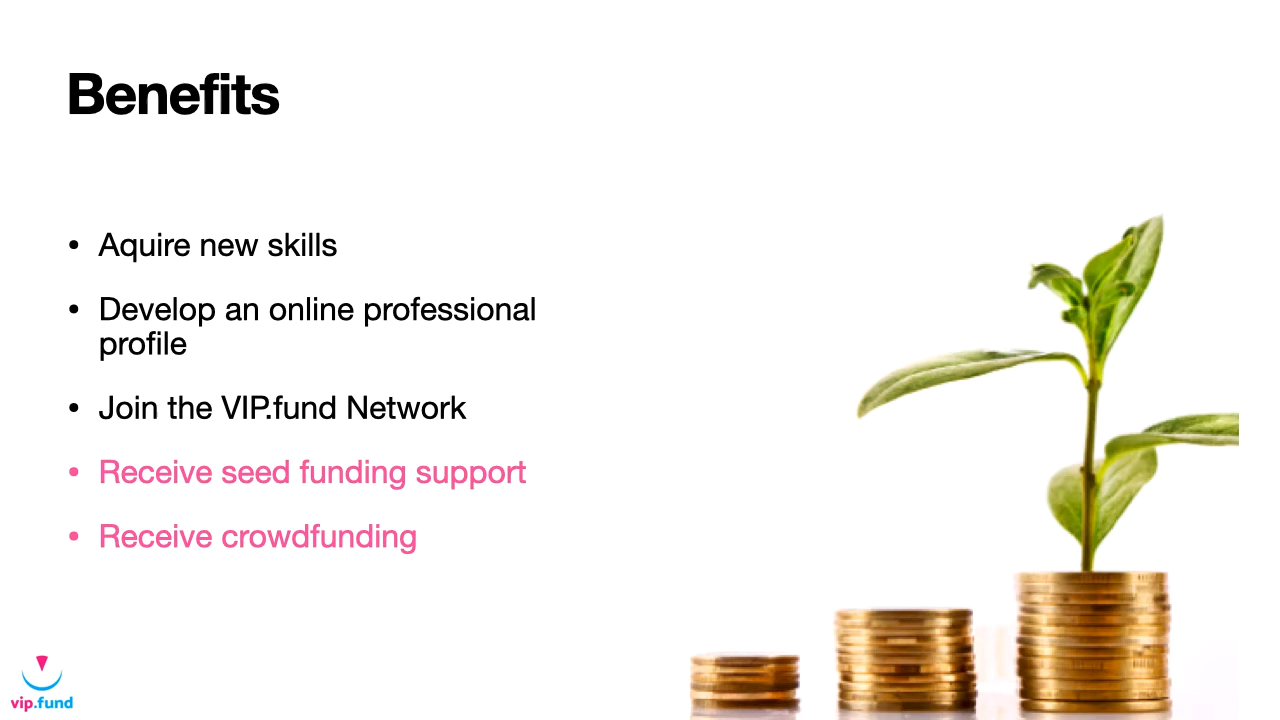 Benefits
• Aquire new skills
• Develop an online professional
profile
• Join the VIP.fund Network
• Receive seed funding support
• Receive crowdfunding
vip.fund